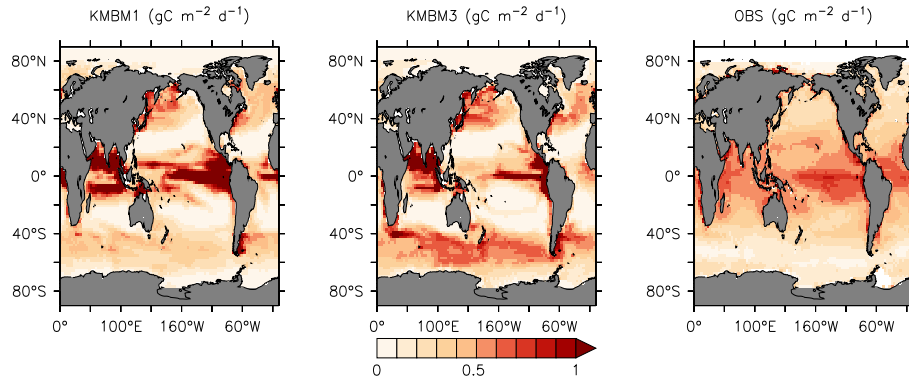 KMBM1 (gC m⁻² d⁻¹) KMBM3 (gC m⁻² d⁻¹) OBS (gC m⁻² d⁻¹)
80°N 80°N 80°N
40°N 40°N 40°N
0° 0° 0°
40°S 40°S 40°S
80°S 80°S 80°S
0° 100°E 160°W 60°W 0° 100°E 160°W 60°W 0° 100°E 160°W 60°W
0 0.5 1